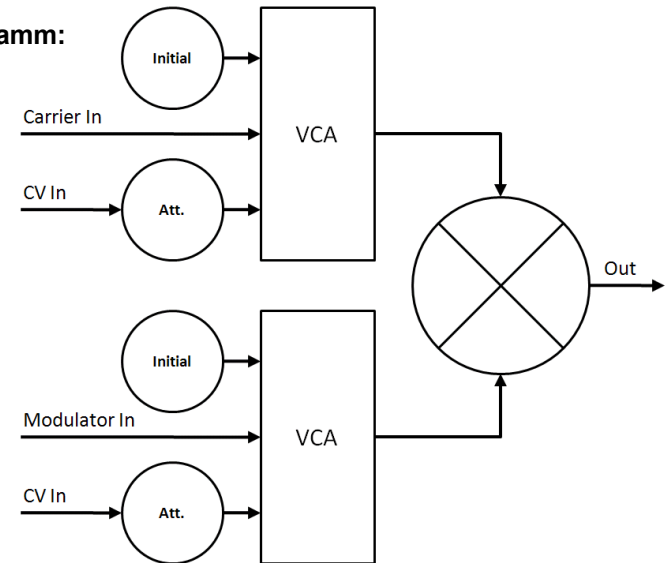 amm:
Initial
Carrier In
VCA
CV In
Att.
Out
Initial
Modulator In
VCA
CV In
Att.